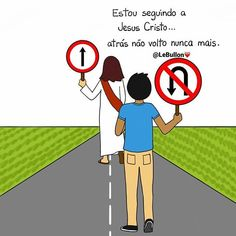 Estou seguindo a
Jesus Cristo...
atrás não volto nunca mais.
@LeBullon